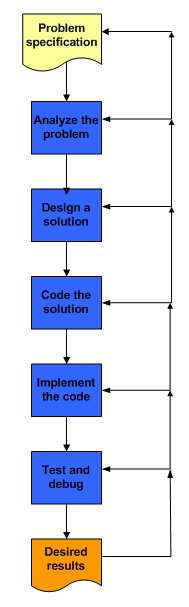 Problem
specification
Analyze the
problem
Design a
solution
Code the
solution
Implement
the code
Test and
debug
Desired
results